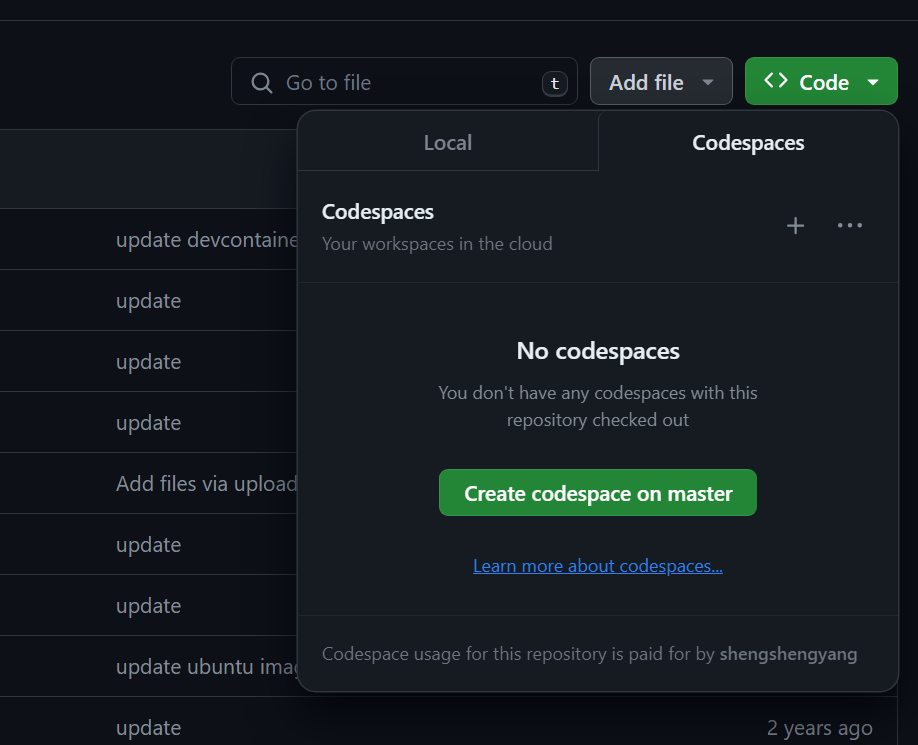 Go to file
t
Add file
Code
Local
Codespaces
Codespaces
Your workspaces in the cloud
No codespaces
You don't have any codespaces with this
repository checked out
Create codespace on master
Learn more about codespaces...
Codespace usage for this repository is paid for by shengshengyang
update devcontaine
update
update
update
Add files via upload
update
update
update ubuntu imag
update
2 years ago